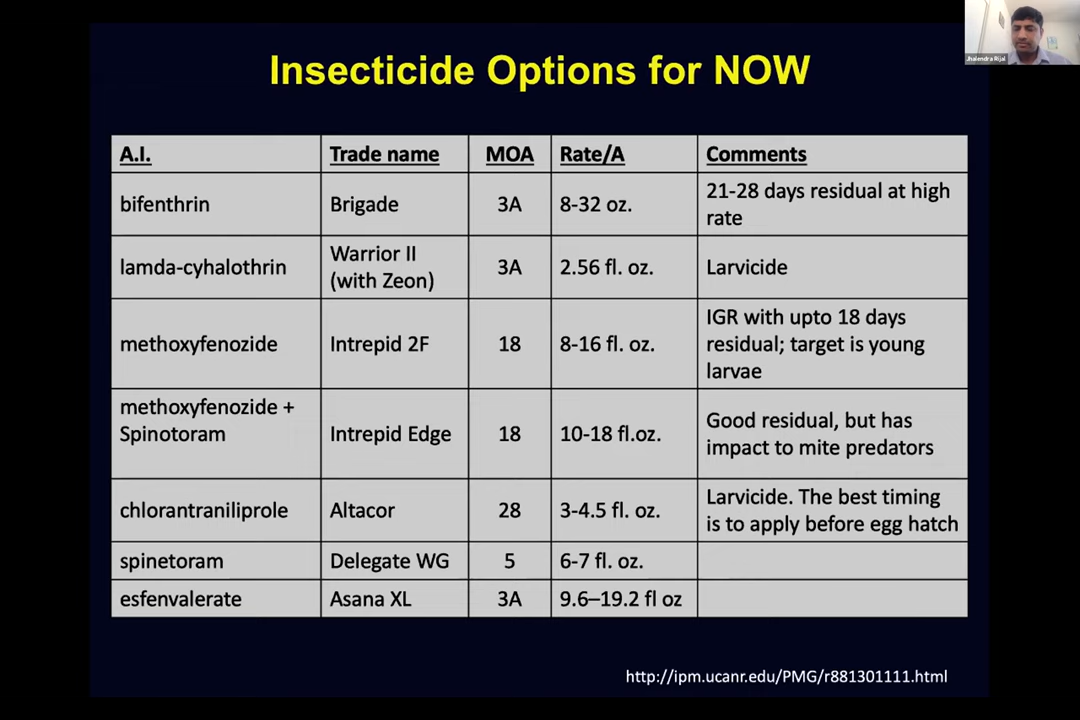 Jhalendra Rijal
Insecticide Options for NOW
A.I. Trade name MOA Rate/A Comments
bifenthrin Brigade 3A 8-32 oz. 21-28 days residual at high
rate
lamda-cyhalothrin Warrior II
(with Zeon) 3A 2.56 fl. oz. Larvicide
methoxyfenozide Intrepid 2F 18 8-16 fl. oz. IGR with upto 18 days
residual; target is young
larvae
methoxyfenozide +
Spinotoram Intrepid Edge 18 10-18 fl.oz. Good residual, but has
impact to mite predators
chlorantraniliprole Altacor 28 3-4.5 fl. oz. Larvicide. The best timing
is to apply before egg hatch
spinetoram Delegate WG 5 6-7 fl. oz.
esfenvalerate Asana XL 3A 9.6–19.2 fl oz
http://ipm.ucanr.edu/PMG/r881301111.html